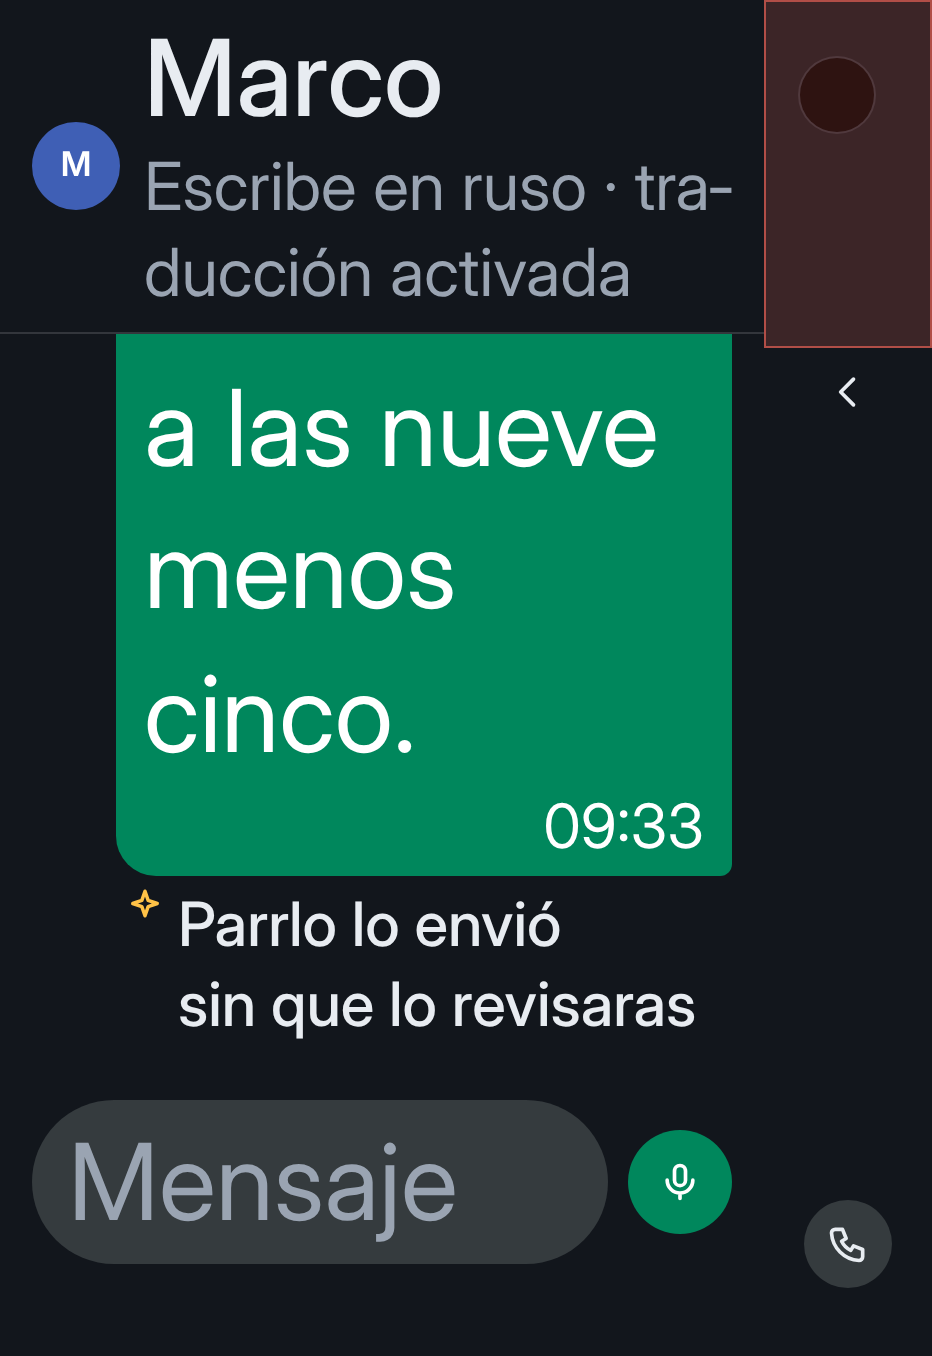 Marco
M
Escribe en ruso · tra-
ducción activada
a las nueve
menos
cinco.
09:33
Parrlo lo envió
sin que lo revisaras
Mensaje